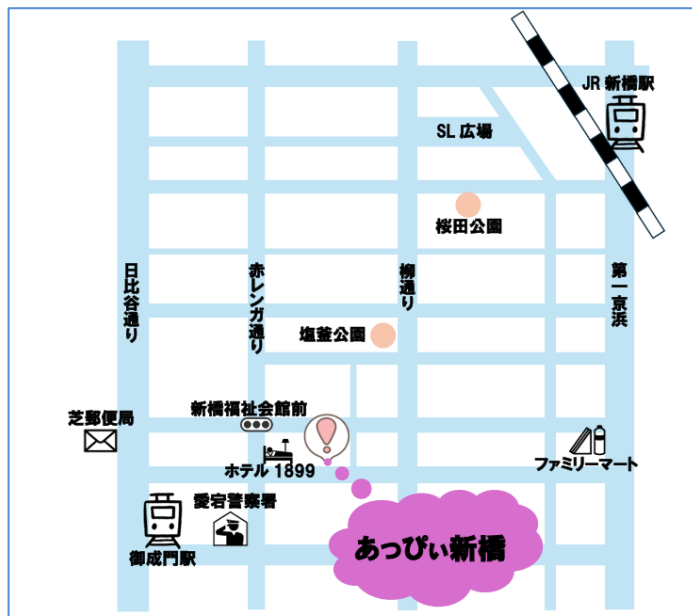 JR 新橋駅
SL 広場
桜田公園
日比谷通り
赤レンガ通り
柳通り
第一京浜
塩釜公園
新橋福祉会館前
芝郵便局
ホテル 1899
ファミリーマート
愛宕警察署
御成門駅
あっぴぃ新橋